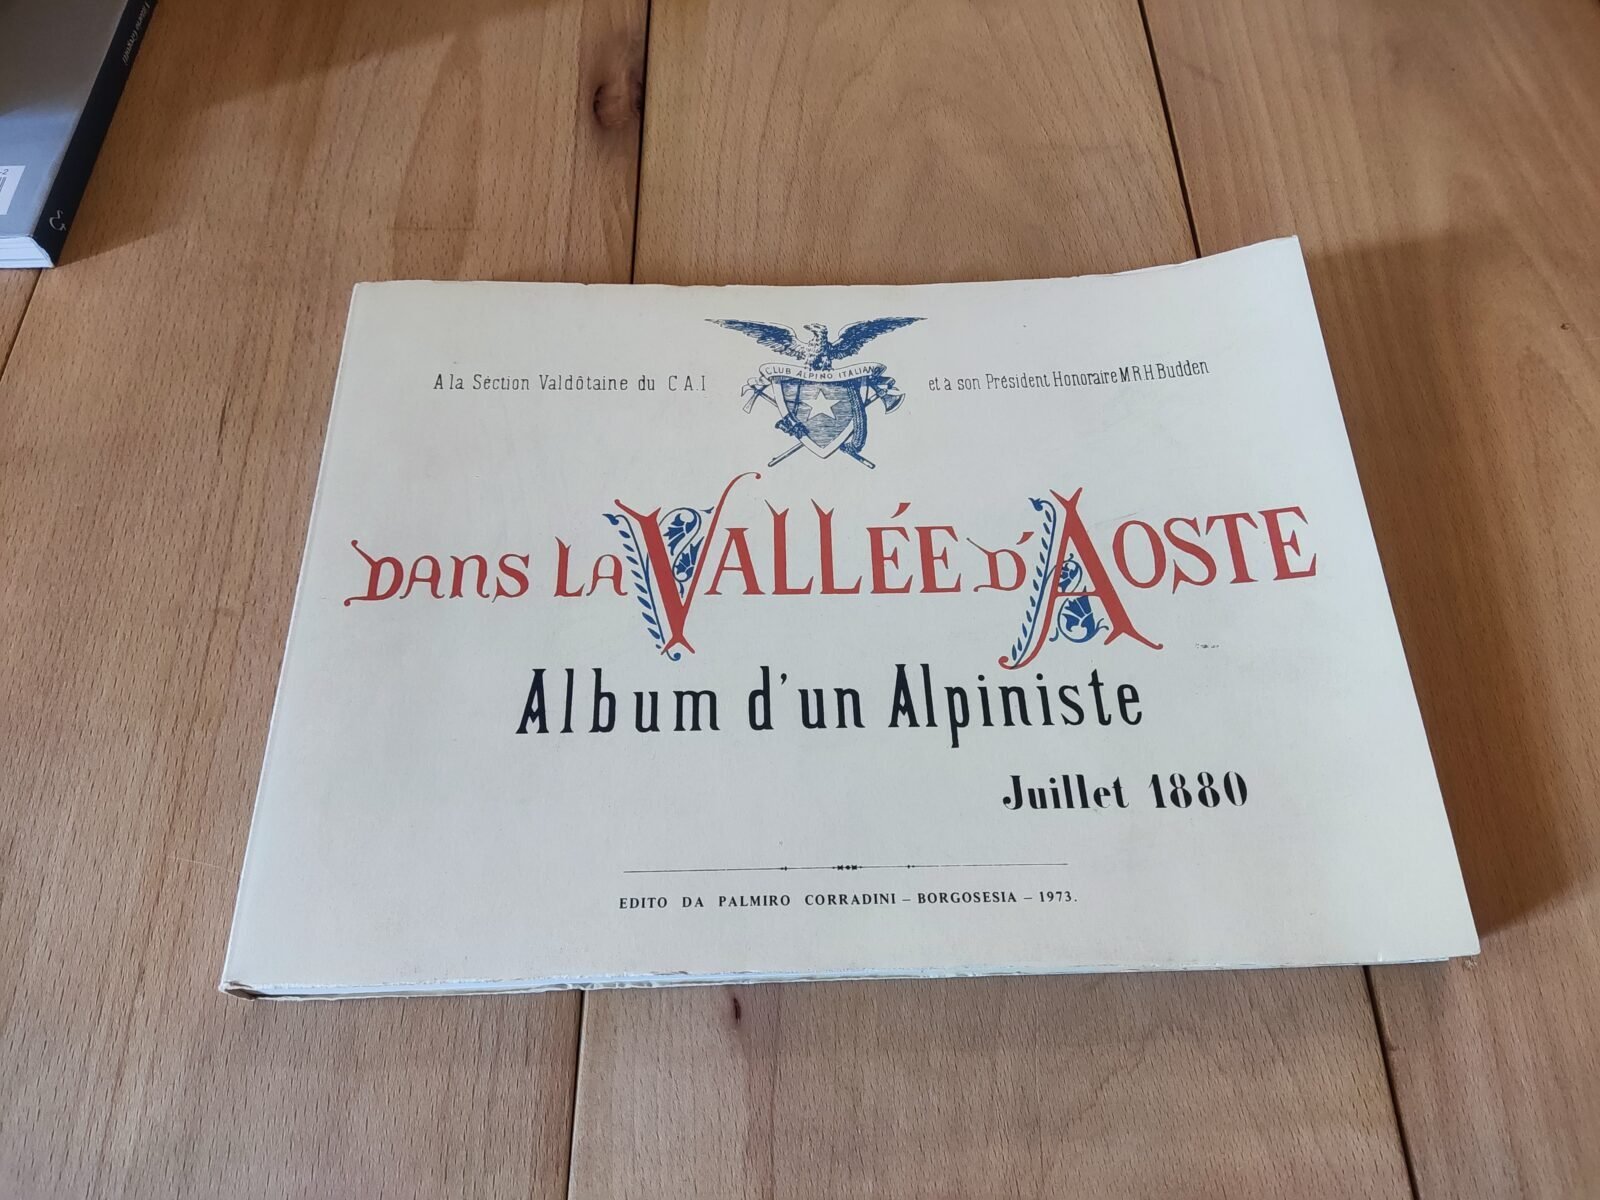 A la Séction Valdôtaine du C A . I
CLUB ALPINO ITALIANO
et a son Président Honoraire M R H Budden
DANS LA VALLÉE D'AOSTE
Album d'un Alpiniste
Juillet 1880
EDITO DA PALMIRO CORRADINI – BORGOSESIA – 1973.